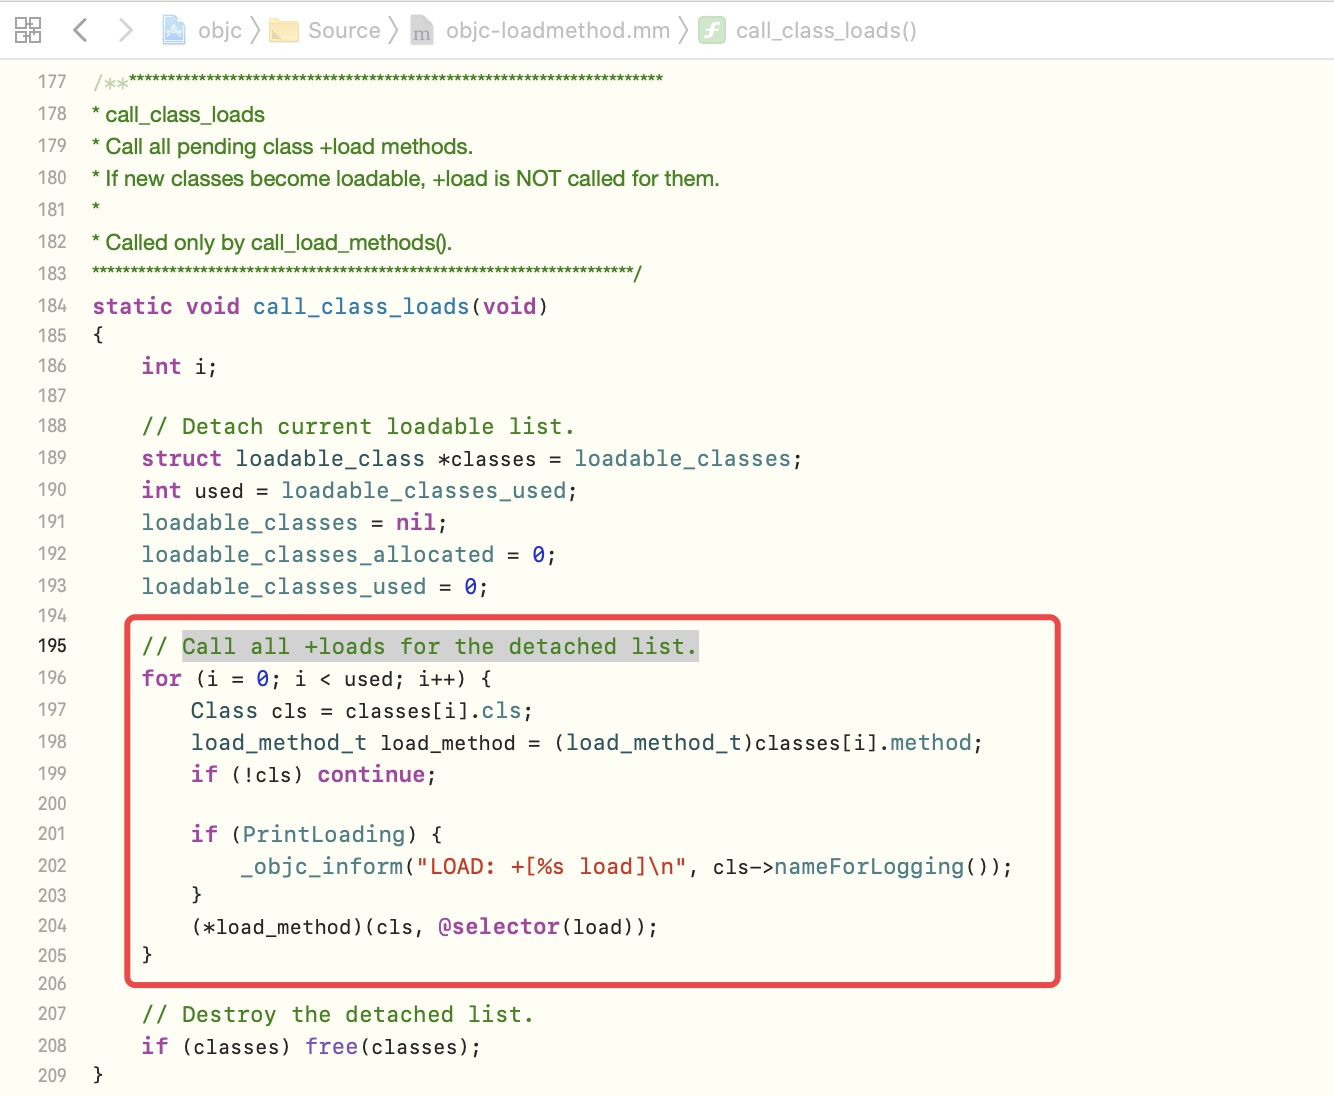 objc 〉 Source 〉 m objc-loadmethod.mm 〉 f call_class_loads()
177 /***********************************************************************
178 * call_class_loads
179 * Call all pending class +load methods.
180 * If new classes become loadable, +load is NOT called for them.
181 *
182 * Called only by call_load_methods().
183 **********************************************************************/
184 static void call_class_loads(void)
185 {
186     int i;
187
188     // Detach current loadable list.
189     struct loadable_class *classes = loadable_classes;
190     int used = loadable_classes_used;
191     loadable_classes = nil;
192     loadable_classes_allocated = 0;
193     loadable_classes_used = 0;
194
195     // Call all +loads for the detached list.
196     for (i = 0; i < used; i++) {
197         Class cls = classes[i].cls;
198         load_method_t load_method = (load_method_t)classes[i].method;
199         if (!cls) continue;
200
201         if (PrintLoading) {
202             _objc_inform("LOAD: +[%s load]\n", cls->nameForLogging());
203         }
204         (*load_method)(cls, @selector(load));
205     }
206
207     // Destroy the detached list.
208     if (classes) free(classes);
209 }